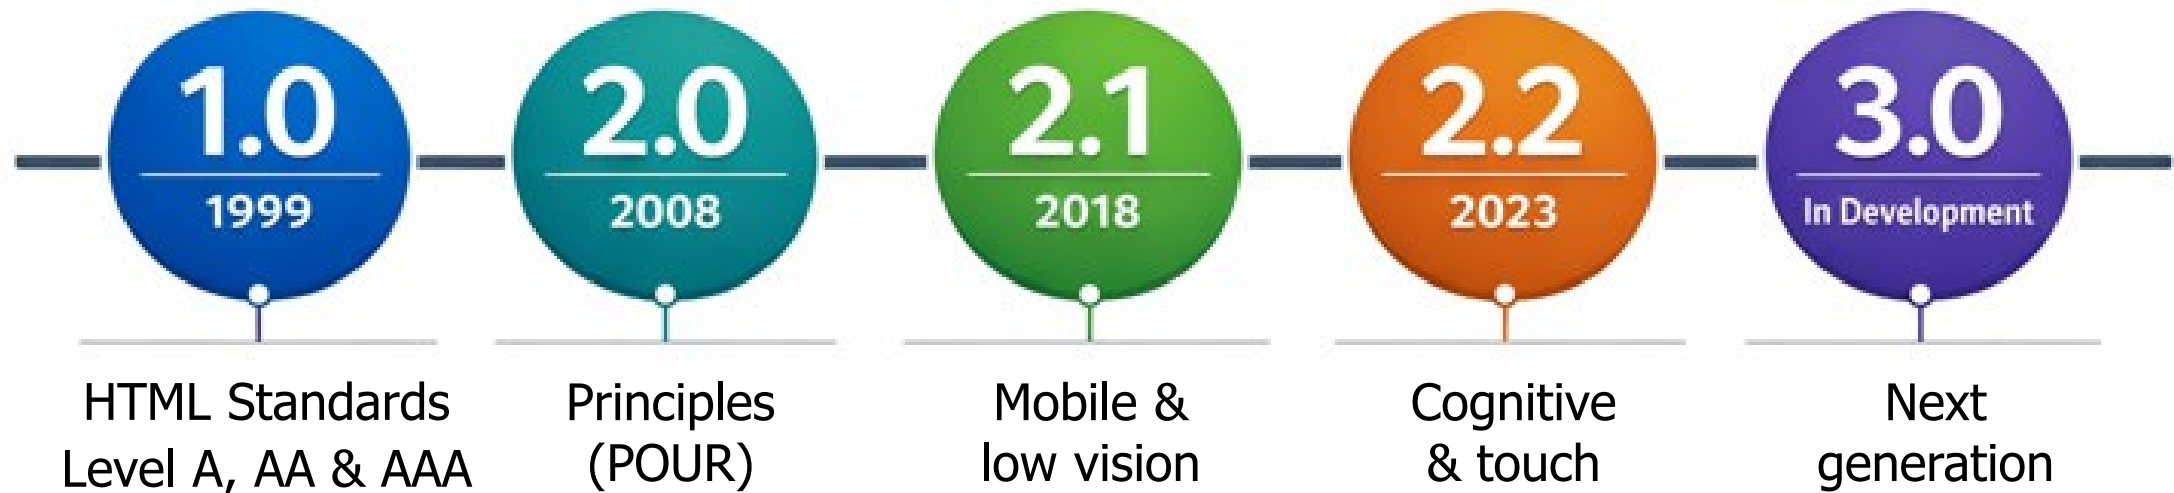 1.0
1999
HTML Standards
Level A, AA & AAA
2.0
2008
Principles
(POUR)
2.1
2018
Mobile &
low vision
2.2
2023
Cognitive
& touch
3.0
In Development
Next
generation